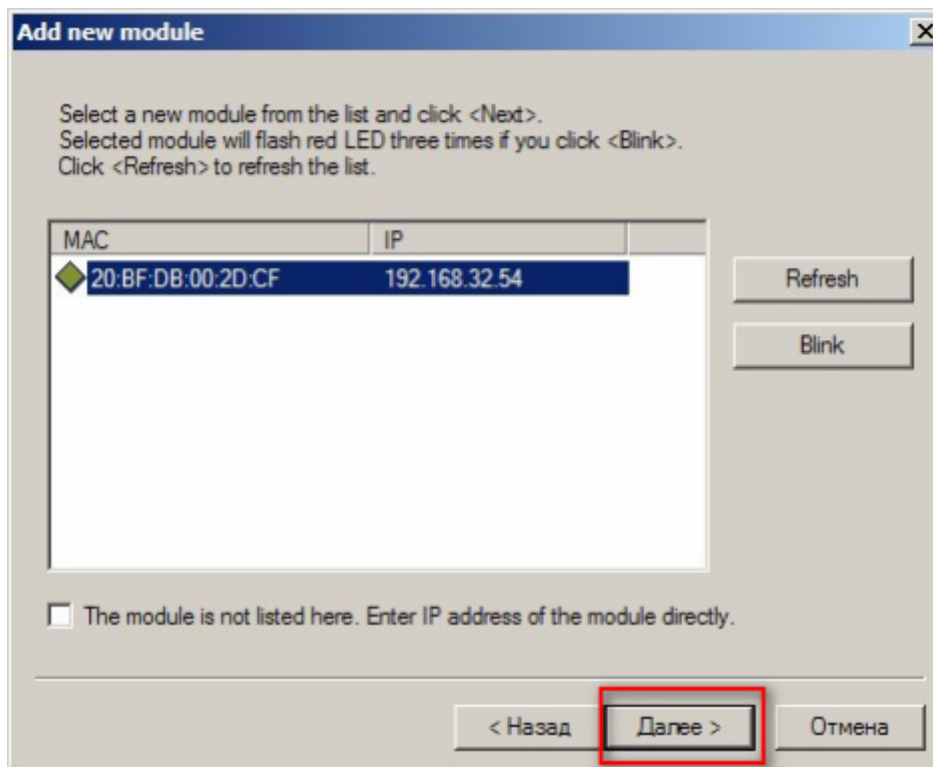 Add new module
Select a new module from the list and click <Next>.
Selected module will flash red LED three times if you click <Blink>.
Click <Refresh> to refresh the list.
MAC IP
20:BF:DB:00:2D:CF 192.168.32.54
Refresh
Blink
The module is not listed here. Enter IP address of the module directly.
< Назад Далее > Отмена